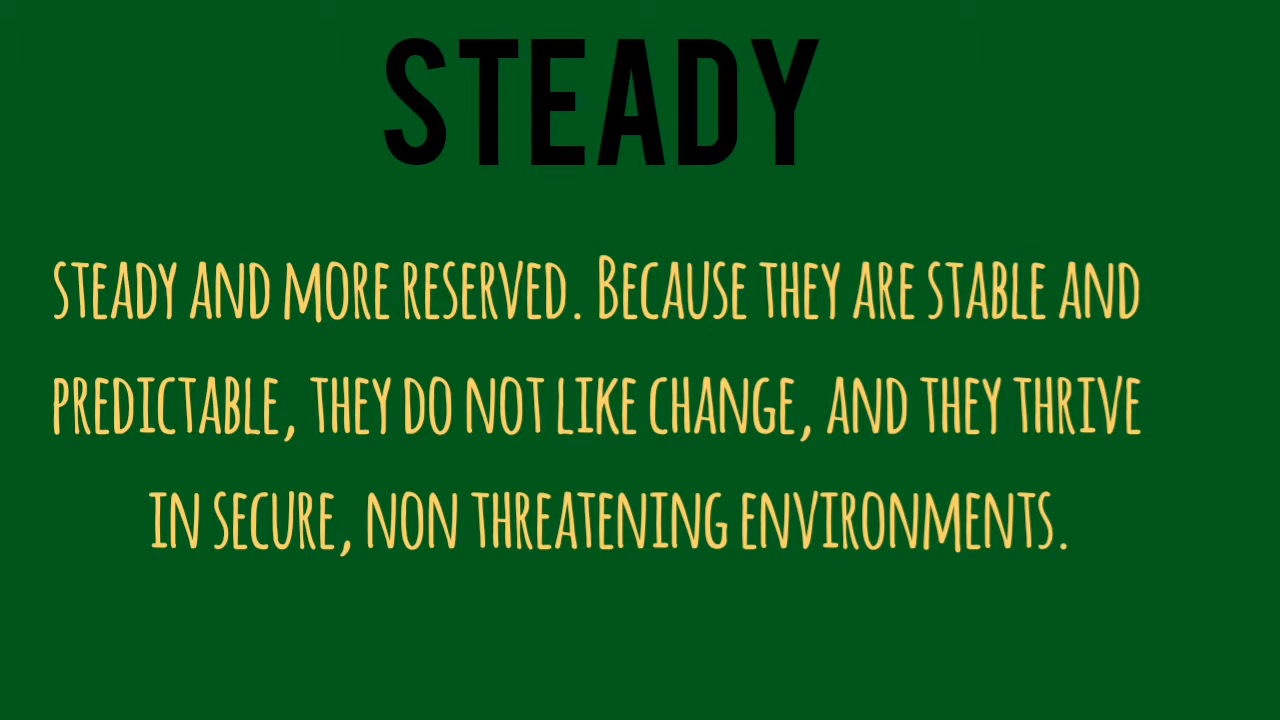 STEADY
STEADY AND MORE RESERVED. BECAUSE THEY ARE STABLE AND
PREDICTABLE, THEY DO NOT LIKE CHANGE, AND THEY THRIVE
IN SECURE, NON THREATENING ENVIRONMENTS.